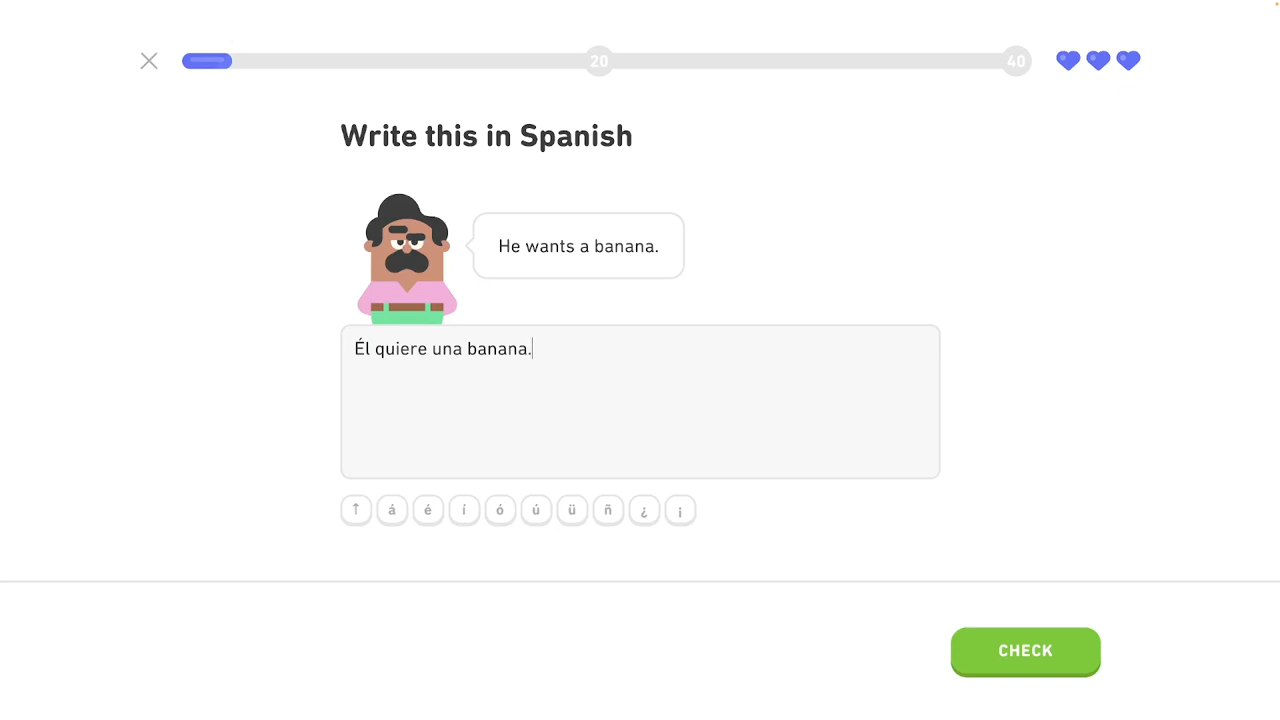 20
40
Write this in Spanish
He wants a banana.
Él quiere una banana.
↑ á é í ó ú ü ñ ¿ ¡
CHECK